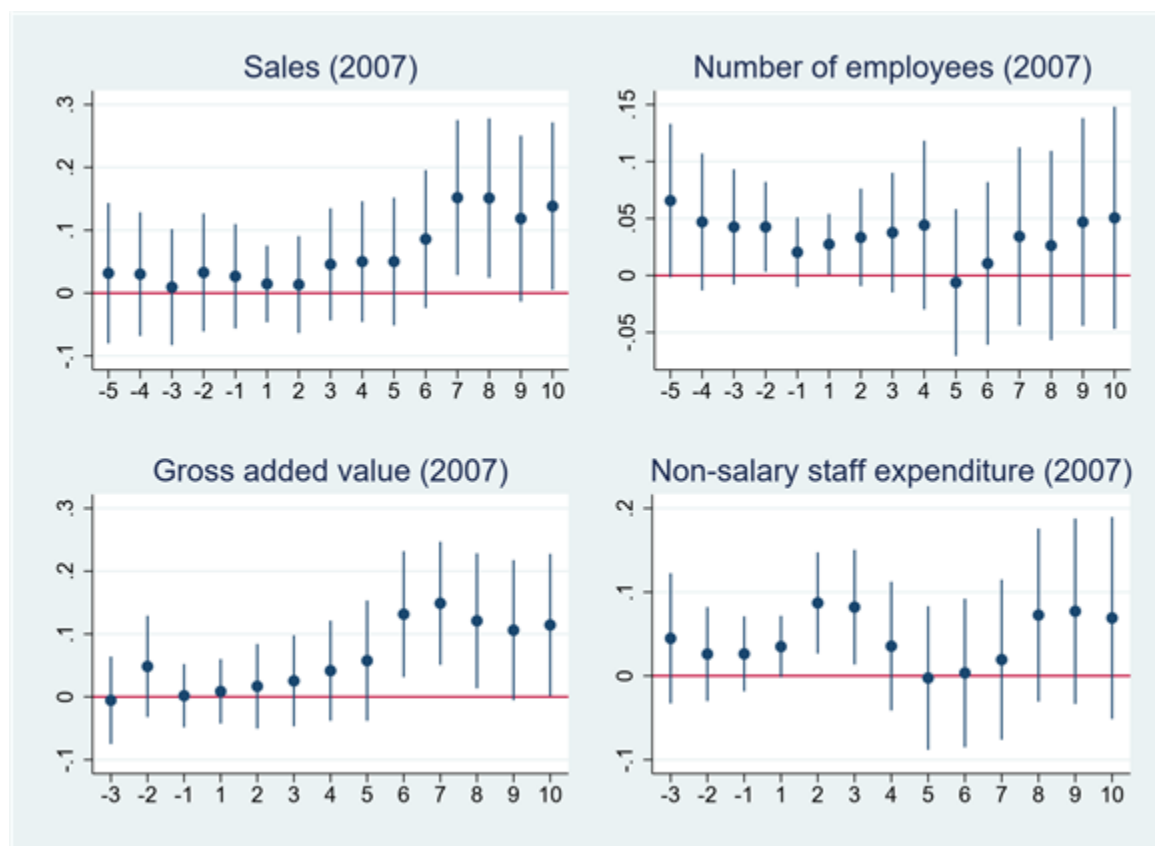 Sales (2007)
.3
.2
.1
0
-.1
-5 -4 -3 -2 -1 1 2 3 4 5 6 7 8 9 10
Number of employees (2007)
.15
.1
.05
0
-.05
-5 -4 -3 -2 -1 1 2 3 4 5 6 7 8 9 10
Gross added value (2007)
.3
.2
.1
0
-.1
-3 -2 -1 1 2 3 4 5 6 7 8 9 10
Non-salary staff expenditure (2007)
.2
.1
0
-.1
-3 -2 -1 1 2 3 4 5 6 7 8 9 10